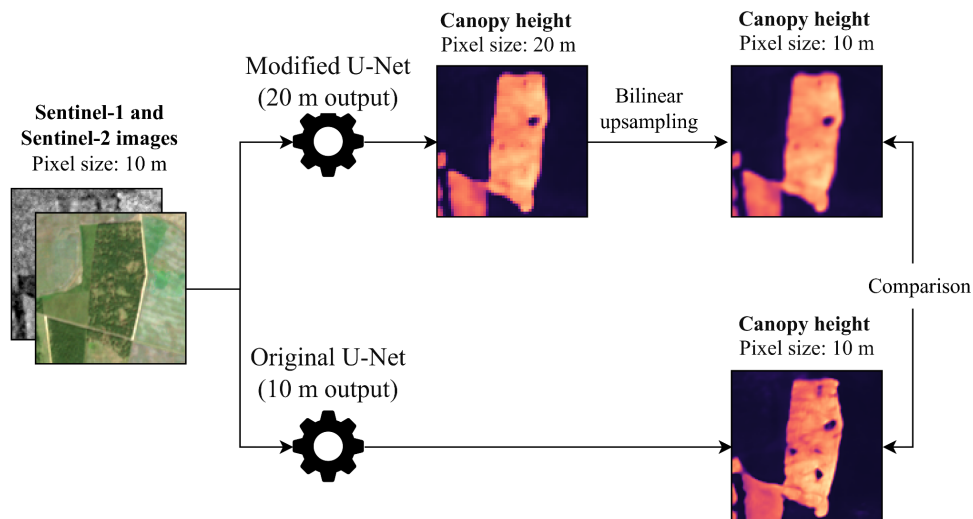 Sentinel-1 and
Sentinel-2 images
Pixel size: 10 m
Modified U-Net
(20 m output)
Canopy height
Pixel size: 20 m
Bilinear
upsampling
Canopy height
Pixel size: 10 m
Comparison
Original U-Net
(10 m output)
Canopy height
Pixel size: 10 m